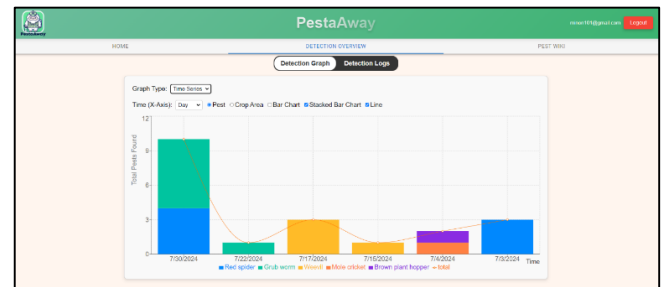 PestaAway
PestaAway
Logout
HOME
DETECTION OVERVIEW
PEST WIKI
Detection Graph
Detection Logs
Graph Type: Time Series
Time (X-Axis): Day Pest Crop Area Bar Chart Stacked Bar Chart Line
Total Pests Found
12
9
6
3
0
7/30/2024 7/22/2024 7/17/2024 7/15/2024 7/4/2024 7/3/2024 Time
Red spider Grub worm Weevil Mole cricket Brown plant hopper total